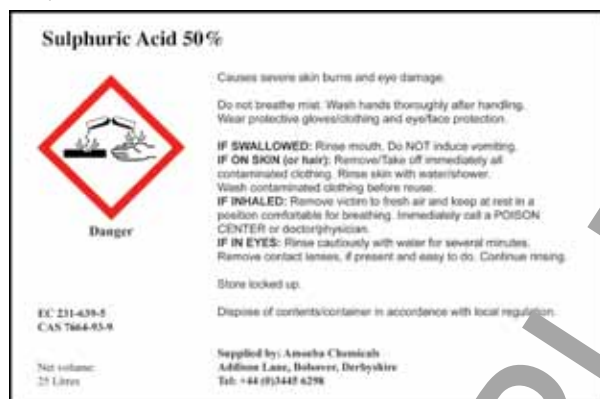 Sulphuric Acid 50%
Causes severe skin burns and eye damage.
Do not breathe mist. Wash hands thoroughly after handling.
Wear protective gloves/clothing and eye/face protection.
IF SWALLOWED: Rinse mouth. Do NOT induce vomiting.
IF ON SKIN (or hair): Remove/Take off immediately all
contaminated clothing. Rinse skin with water/shower.
Wash contaminated clothing before reuse.
IF INHALED: Remove victim to fresh air and keep at rest in a
position comfortable for breathing. Immediately call a POISON
CENTER or doctor/physician.
IF IN EYES: Rinse cautiously with water for several minutes.
Remove contact lenses, if present and easy to do. Continue rinsing.
Danger
Store locked up.
Dispose of contents/container in accordance with local regulation.
EC 231-639-5
CAS 7664-93-9
Net volume:
25 Litres
Supplied by: Amoeba Chemicals
Addison Lane, Bolsover, Derbyshire
Tel: +44 (0)3445 6298